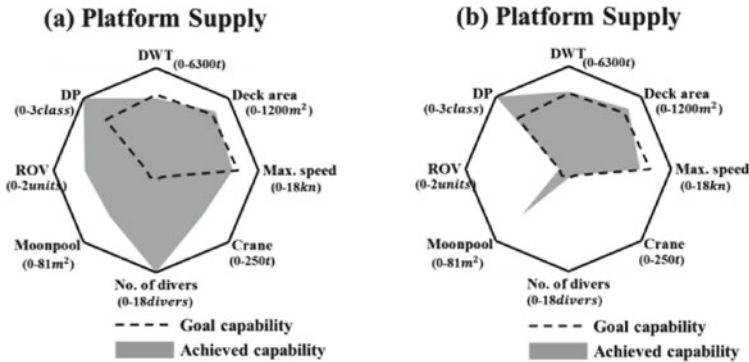 (a) Platform Supply
DWT
(0-6300t)
DP
(0-3class)
Deck area
(0-1200m²)
ROV
(0-2units)
Max. speed
(0-18kn)
Moonpool
(0-81m²)
Crane
(0-250t)
No. of divers
(0-18divers)
Goal capability
Achieved capability
(b) Platform Supply
DWT
(0-6300t)
DP
(0-3class)
Deck area
(0-1200m²)
ROV
(0-2units)
Max. speed
(0-18kn)
Moonpool
(0-81m²)
Crane
(0-250t)
No. of divers
(0-18divers)
Goal capability
Achieved capability